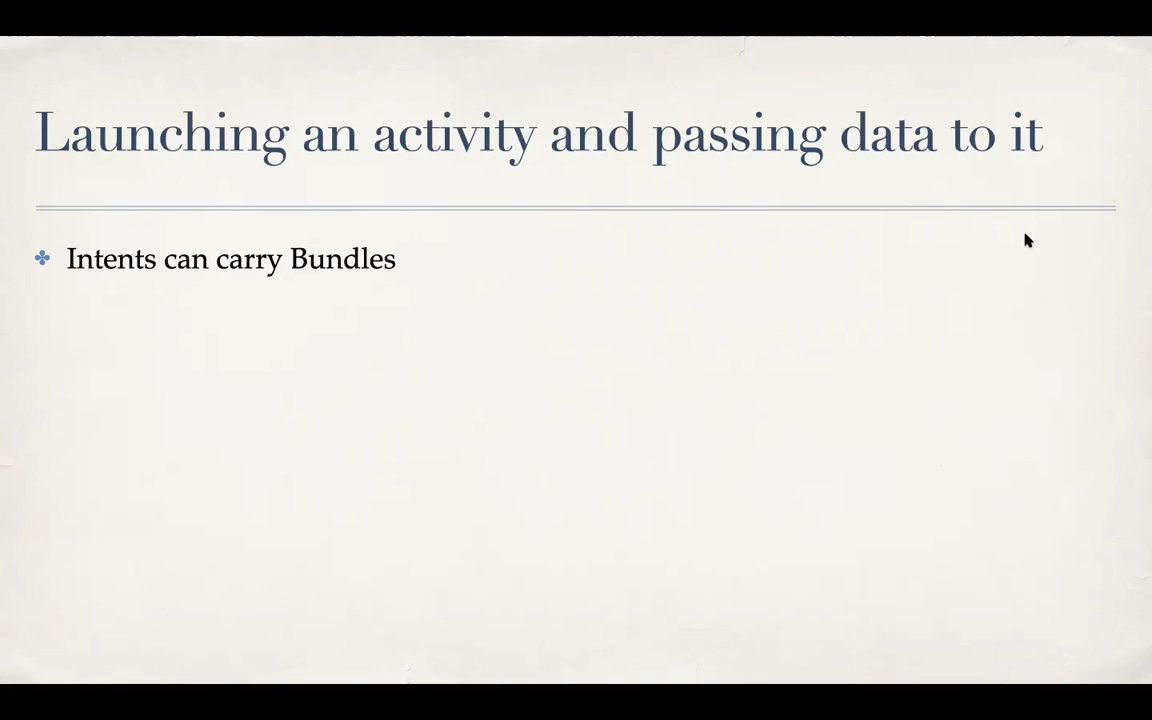 Launching an activity and passing data to it
Intents can carry Bundles